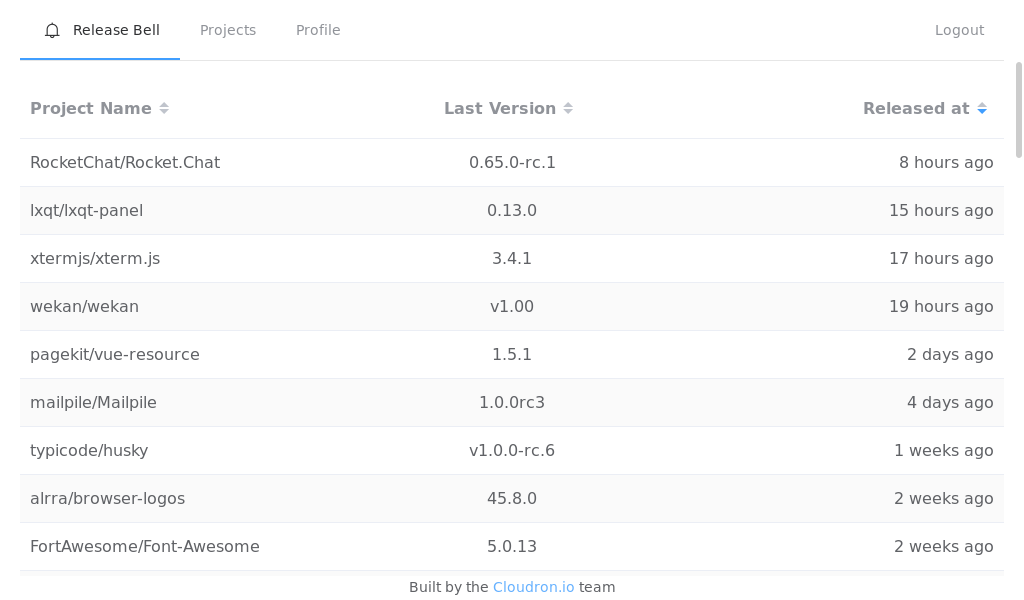 Release Bell Projects Profile Logout
Project Name Last Version Released at
RocketChat/Rocket.Chat 0.65.0-rc.1 8 hours ago
lxqt/lxqt-panel 0.13.0 15 hours ago
xtermjs/xterm.js 3.4.1 17 hours ago
wekan/wekan v1.00 19 hours ago
pagekit/vue-resource 1.5.1 2 days ago
mailpile/Mailpile 1.0.0rc3 4 days ago
typicode/husky v1.0.0-rc.6 1 weeks ago
alrra/browser-logos 45.8.0 2 weeks ago
FortAwesome/Font-Awesome 5.0.13 2 weeks ago
Built by the Cloudron.io team